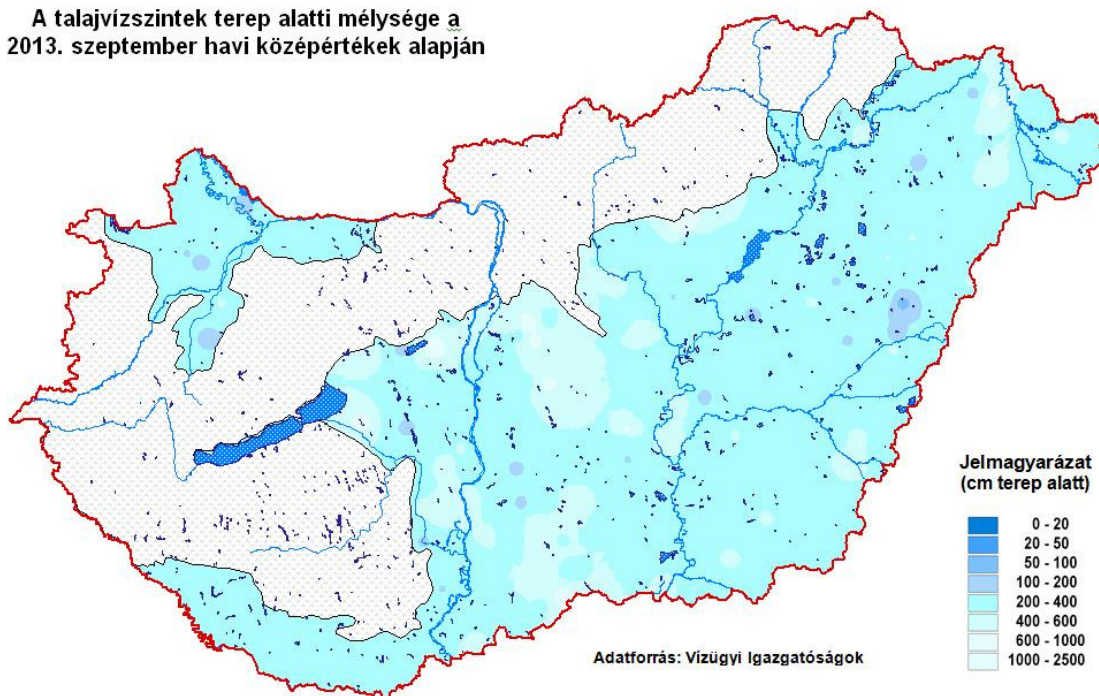 A talajvízszintek terep alatti mélysége a
2013. szeptember havi középértékek alapján
Jelmagyarázat
(cm terep alatt)
0 - 20
20 - 50
50 - 100
100 - 200
200 - 400
400 - 600
600 - 1000
1000 - 2500
Adatforrás: Vízügyi Igazgatóságok